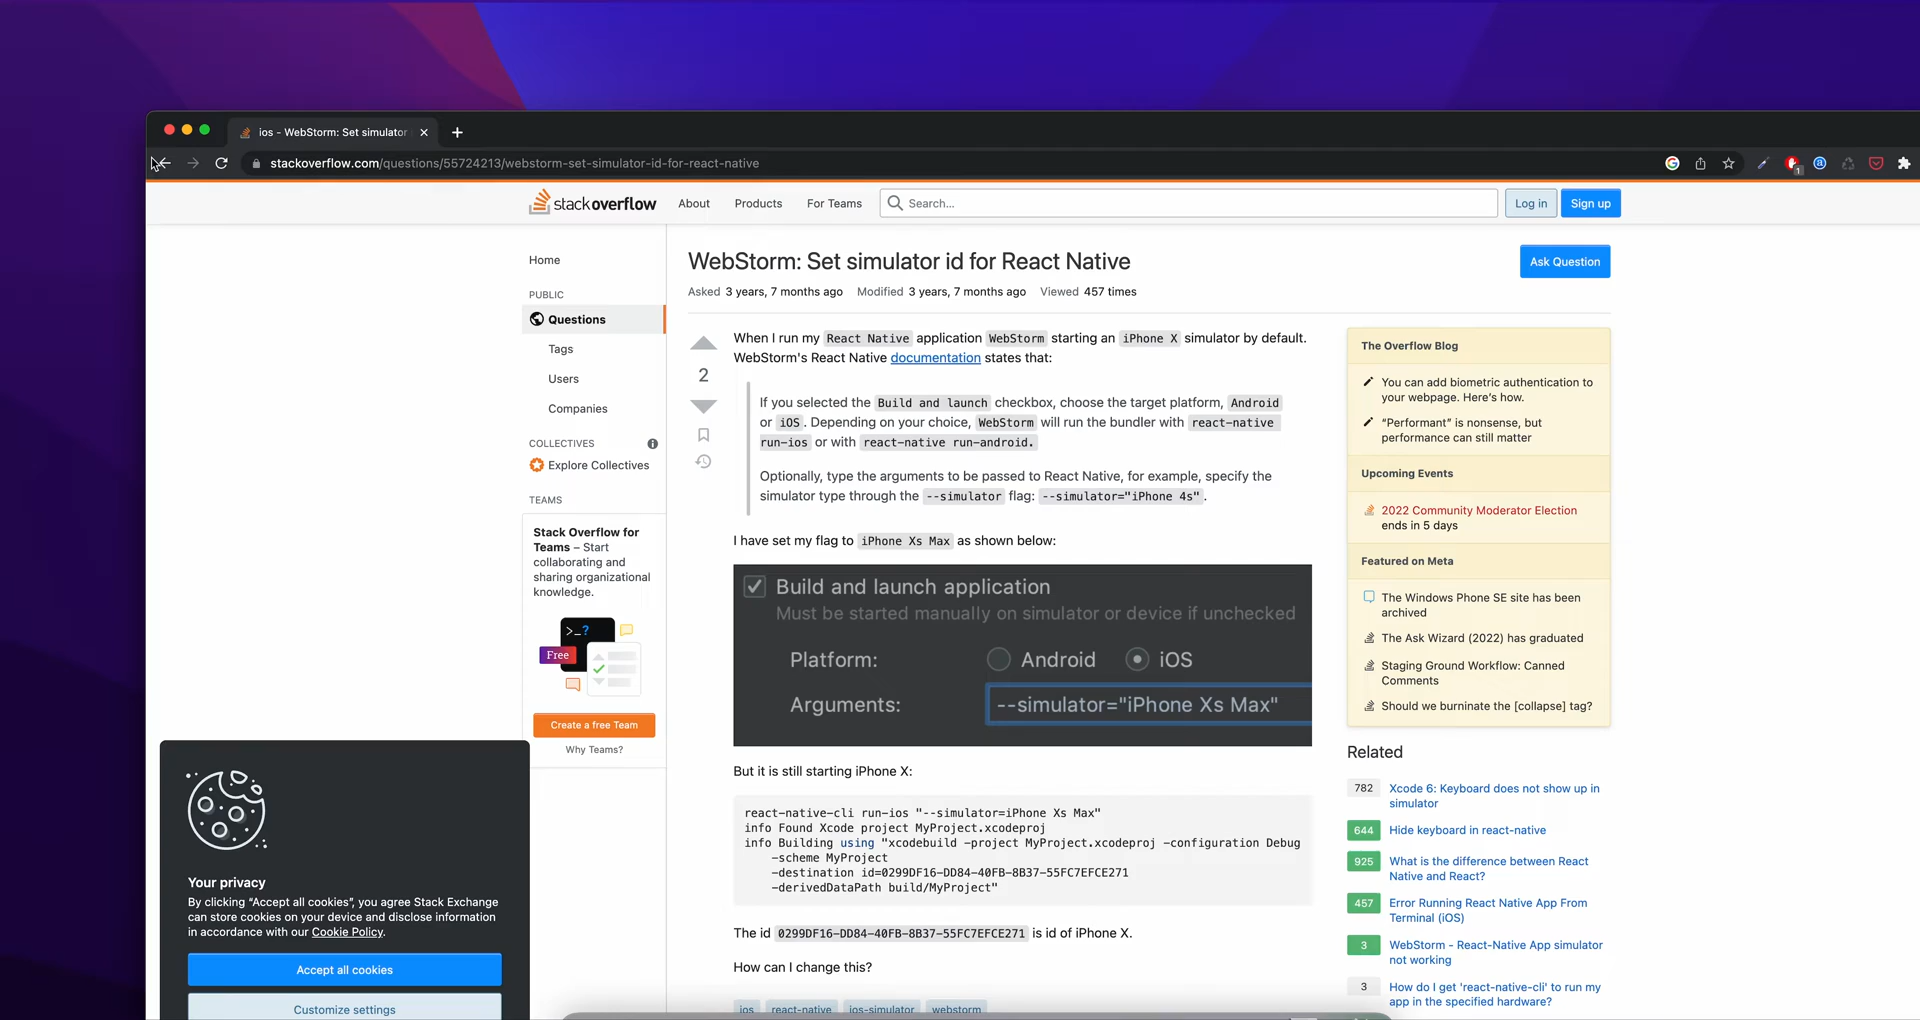 ios - WebStorm: Set simulator
stackoverflow.com/questions/55724213/webstorm-set-simulator-id-for-react-native
1
stackoverflow
About
Products
For Teams
Search...
Log in
Sign up
Home
PUBLIC
Questions
Tags
Users
Companies
COLLECTIVES
Explore Collectives
TEAMS
Stack Overflow for
Teams – Start
collaborating and
sharing organizational
knowledge.
>_?
Free
Create a free Team
Why Teams?
WebStorm: Set simulator id for React Native
Ask Question
Asked 3 years, 7 months ago Modified 3 years, 7 months ago Viewed 457 times
2
When I run my React Native application WebStorm starting an iPhone X simulator by default.
WebStorm's React Native documentation states that:
If you selected the Build and launch checkbox, choose the target platform, Android
or iOS. Depending on your choice, WebStorm will run the bundler with react-native
run-ios or with react-native run-android.
Optionally, type the arguments to be passed to React Native, for example, specify the
simulator type through the --simulator flag: --simulator="iPhone 4s".
I have set my flag to iPhone Xs Max as shown below:
Build and launch application
Must be started manually on simulator or device if unchecked
Platform: Android iOS
Arguments: --simulator="iPhone Xs Max"
But it is still starting iPhone X:
react-native-cli run-ios "--simulator=iPhone Xs Max"
info Found Xcode project MyProject.xcodeproj
info Building using "xcodebuild -project MyProject.xcodeproj -configuration Debug
-scheme MyProject
-destination id=0299DF16-DD84-40FB-8B37-55FC7EFCE271
-derivedDataPath build/MyProject"
The id 0299DF16-DD84-40FB-8B37-55FC7EFCE271 is id of iPhone X.
How can I change this?
ios react-native ios-simulator webstorm
The Overflow Blog
You can add biometric authentication to
your webpage. Here's how.
“Performant” is nonsense, but
performance can still matter
Upcoming Events
2022 Community Moderator Election
ends in 5 days
Featured on Meta
The Windows Phone SE site has been
archived
The Ask Wizard (2022) has graduated
Staging Ground Workflow: Canned
Comments
Should we burninate the [collapse] tag?
Related
782 Xcode 6: Keyboard does not show up in
simulator
644 Hide keyboard in react-native
925 What is the difference between React
Native and React?
457 Error Running React Native App From
Terminal (iOS)
3 WebStorm - React-Native App simulator
not working
3 How do I get 'react-native-cli' to run my
app in the specified hardware?
Your privacy
By clicking “Accept all cookies”, you agree Stack Exchange
can store cookies on your device and disclose information
in accordance with our Cookie Policy.
Accept all cookies
Customize settings